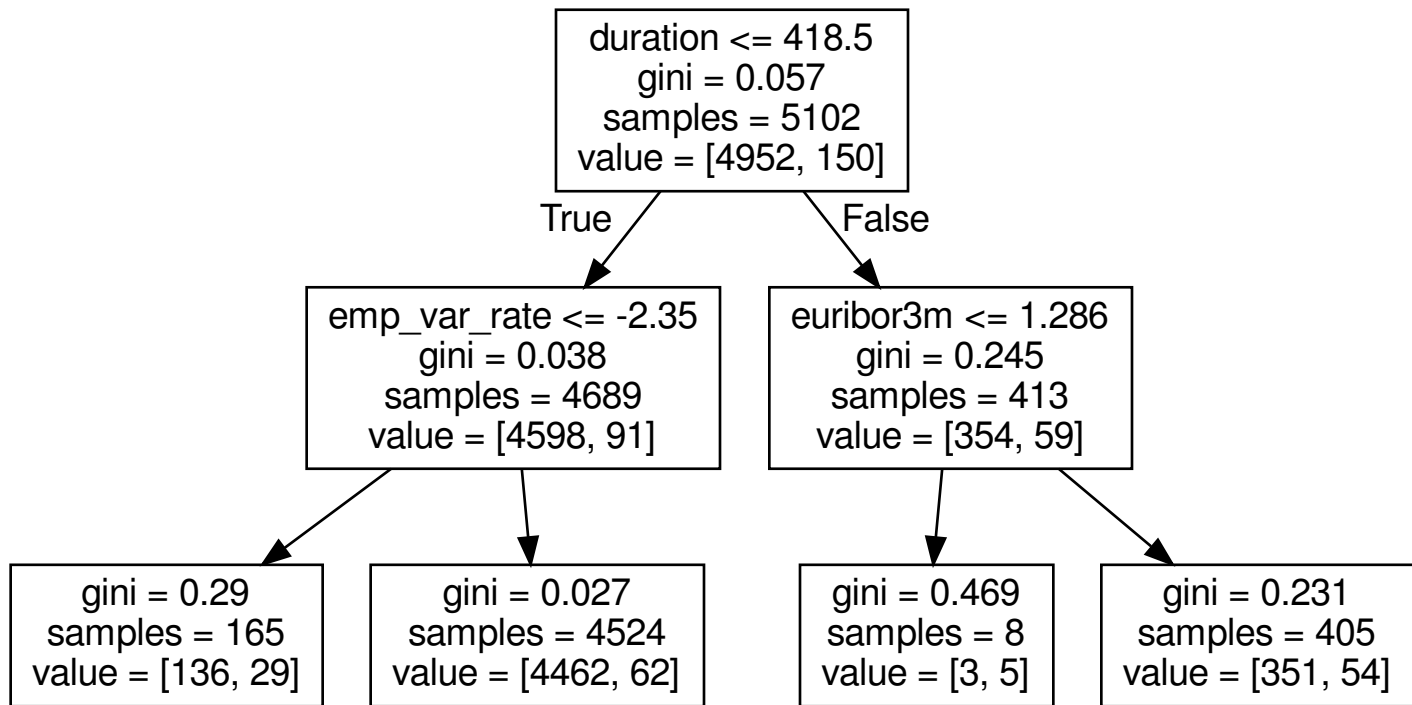 duration <= 418.5
gini = 0.057
samples = 5102
value = [4952, 150]
True
False
emp_var_rate <= -2.35
gini = 0.038
samples = 4689
value = [4598, 91]
euribor3m <= 1.286
gini = 0.245
samples = 413
value = [354, 59]
gini = 0.29
samples = 165
value = [136, 29]
gini = 0.027
samples = 4524
value = [4462, 62]
gini = 0.469
samples = 8
value = [3, 5]
gini = 0.231
samples = 405
value = [351, 54]